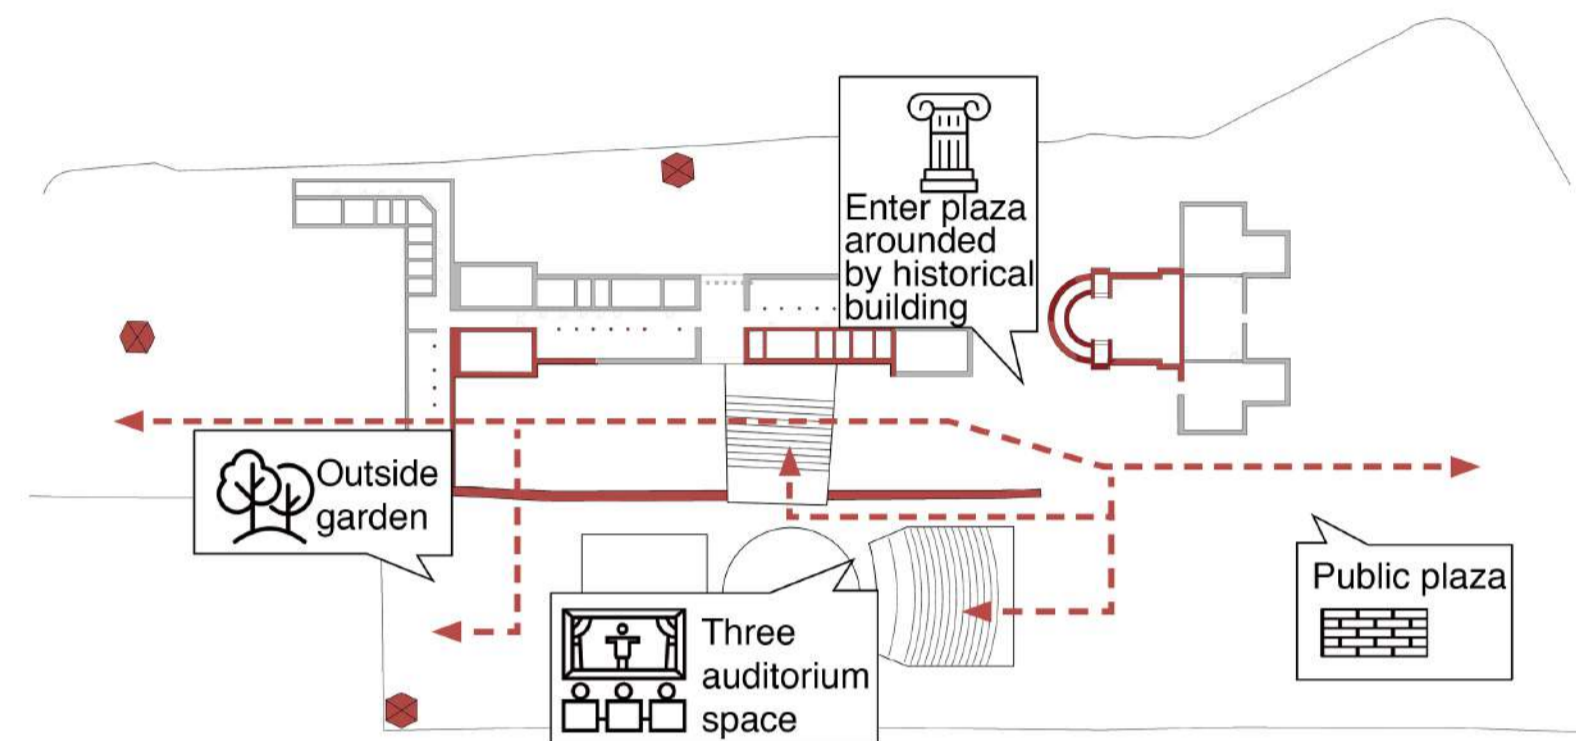 Enter plaza
arounded
by historical
building
Outside
garden
Three
auditorium
space
Public plaza